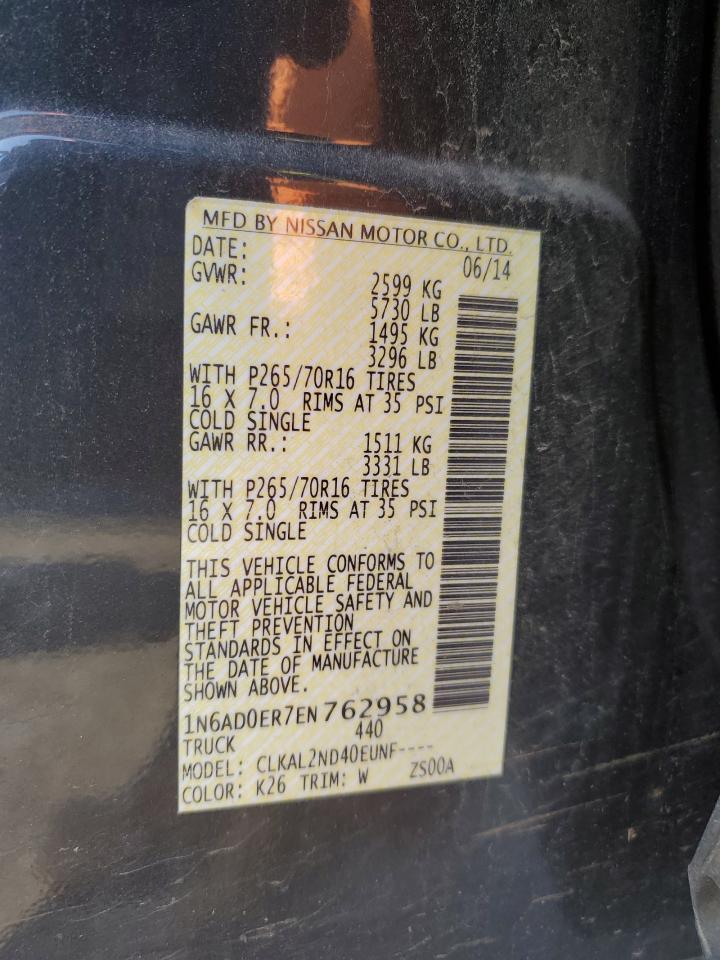 MFD BY NISSAN MOTOR CO., LTD.
DATE: 06/14
GVWR: 2599 KG
5730 LB
GAWR FR.: 1495 KG
3296 LB
WITH P265/70R16 TIRES
16 X 7.0 RIMS AT 35 PSI
COLD SINGLE
GAWR RR.: 1511 KG
3331 LB
WITH P265/70R16 TIRES
16 X 7.0 RIMS AT 35 PSI
COLD SINGLE
THIS VEHICLE CONFORMS TO
ALL APPLICABLE FEDERAL
MOTOR VEHICLE SAFETY AND
THEFT PREVENTION
STANDARDS IN EFFECT ON
THE DATE OF MANUFACTURE
SHOWN ABOVE.
1N6AD0ER7EN762958
TRUCK 440
MODEL: CLKAL2ND40EUNF----
COLOR: K26 TRIM: W ZS00A